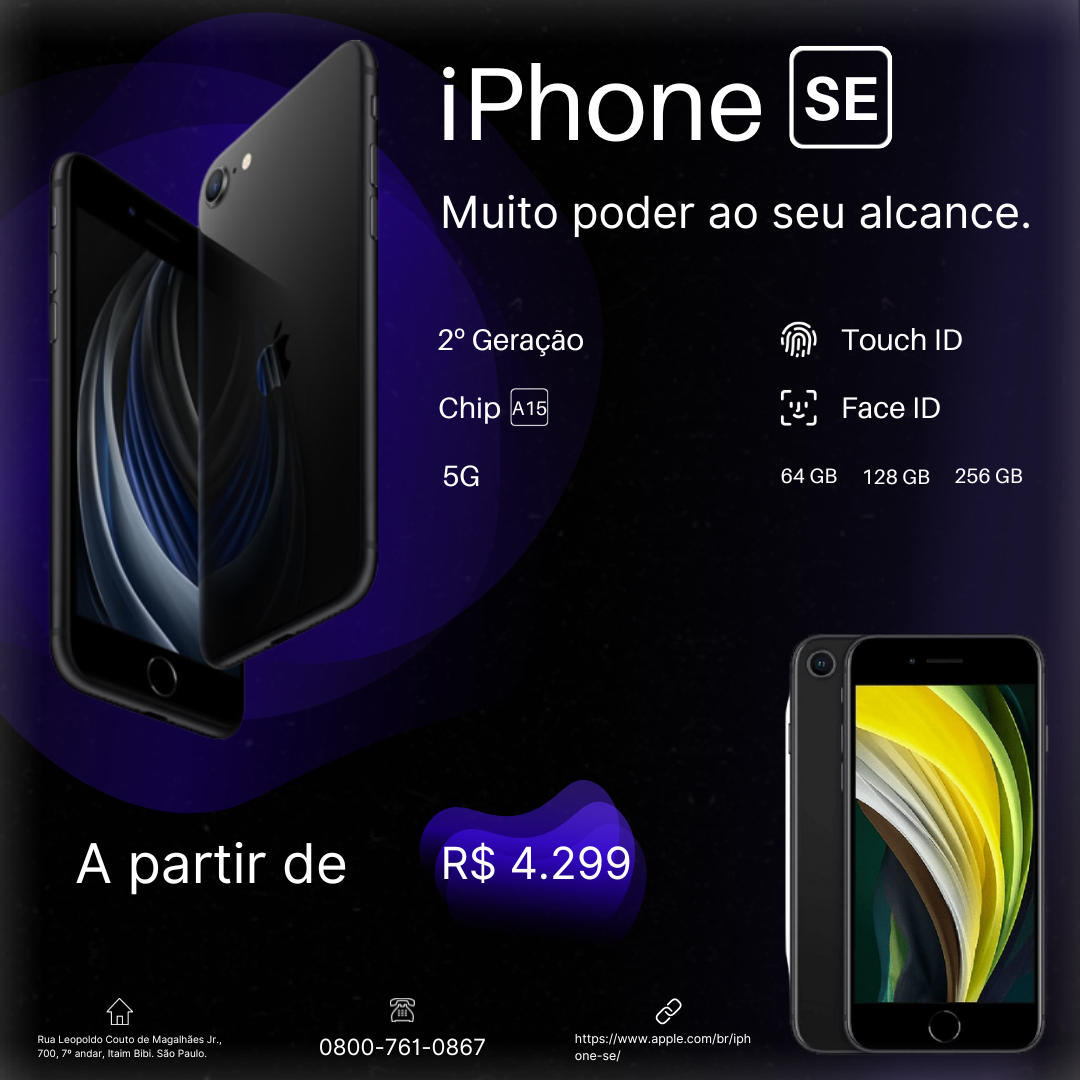 iPhone SE
Muito poder ao seu alcance.
2º Geração
Touch ID
Chip A15
Face ID
5G
64 GB 128 GB 256 GB
A partir de R$ 4.299
Rua Leopoldo Couto de Magalhães Jr.,
700, 7º andar, Itaim Bibi. São Paulo.
0800-761-0867
https://www.apple.com/br/iph
one-se/